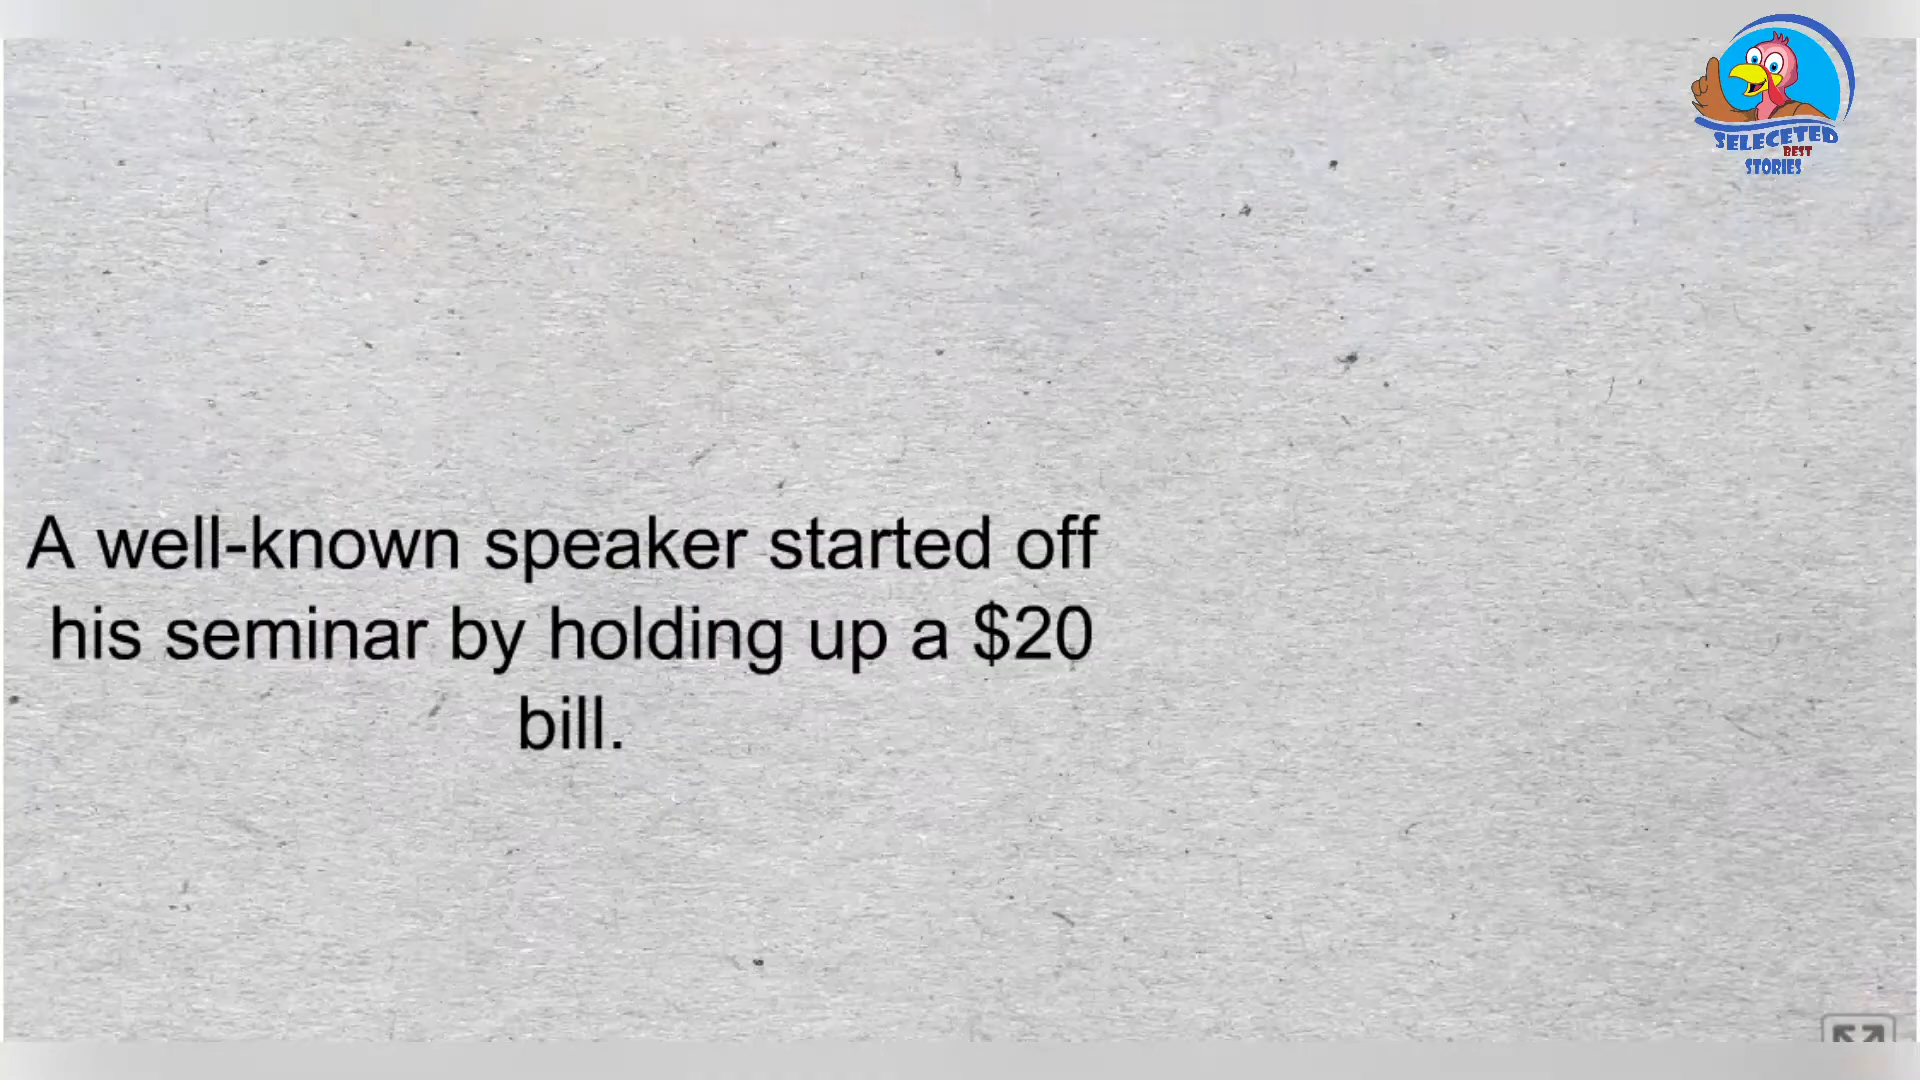 SELECETED
BEST
STORIES
A well-known speaker started off
his seminar by holding up a $20
bill.